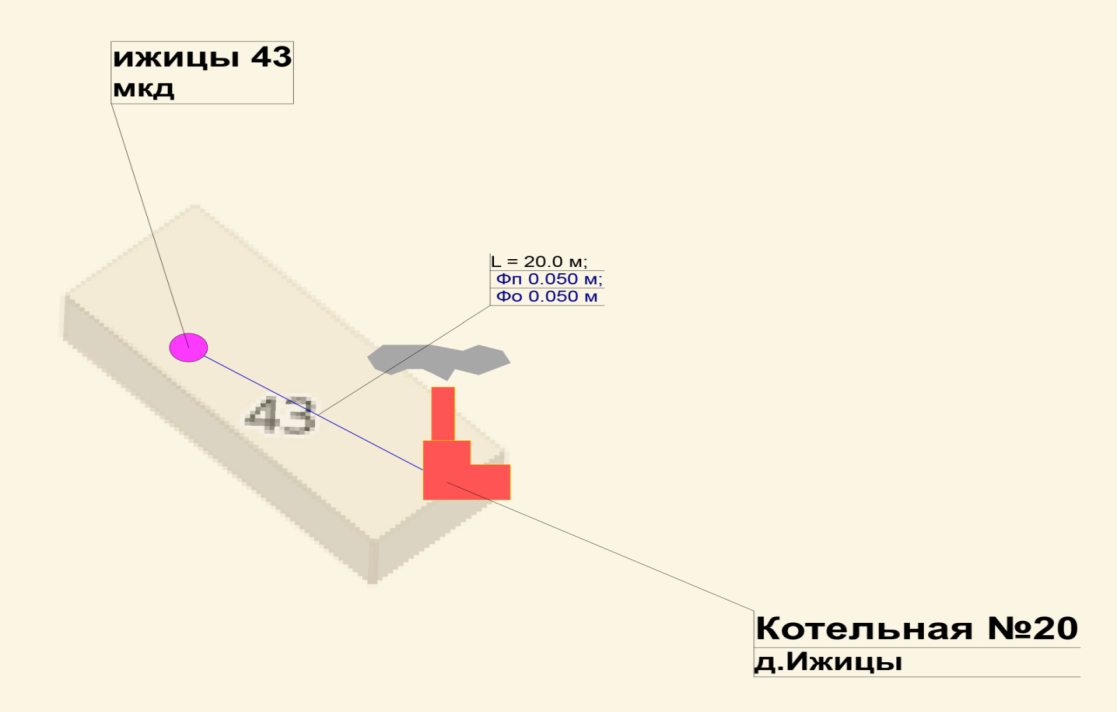 ижицы 43
мкд
L = 20.0 м;
Фп 0.050 м;
Фо 0.050 м
43
Котельная №20
д.Ижицы